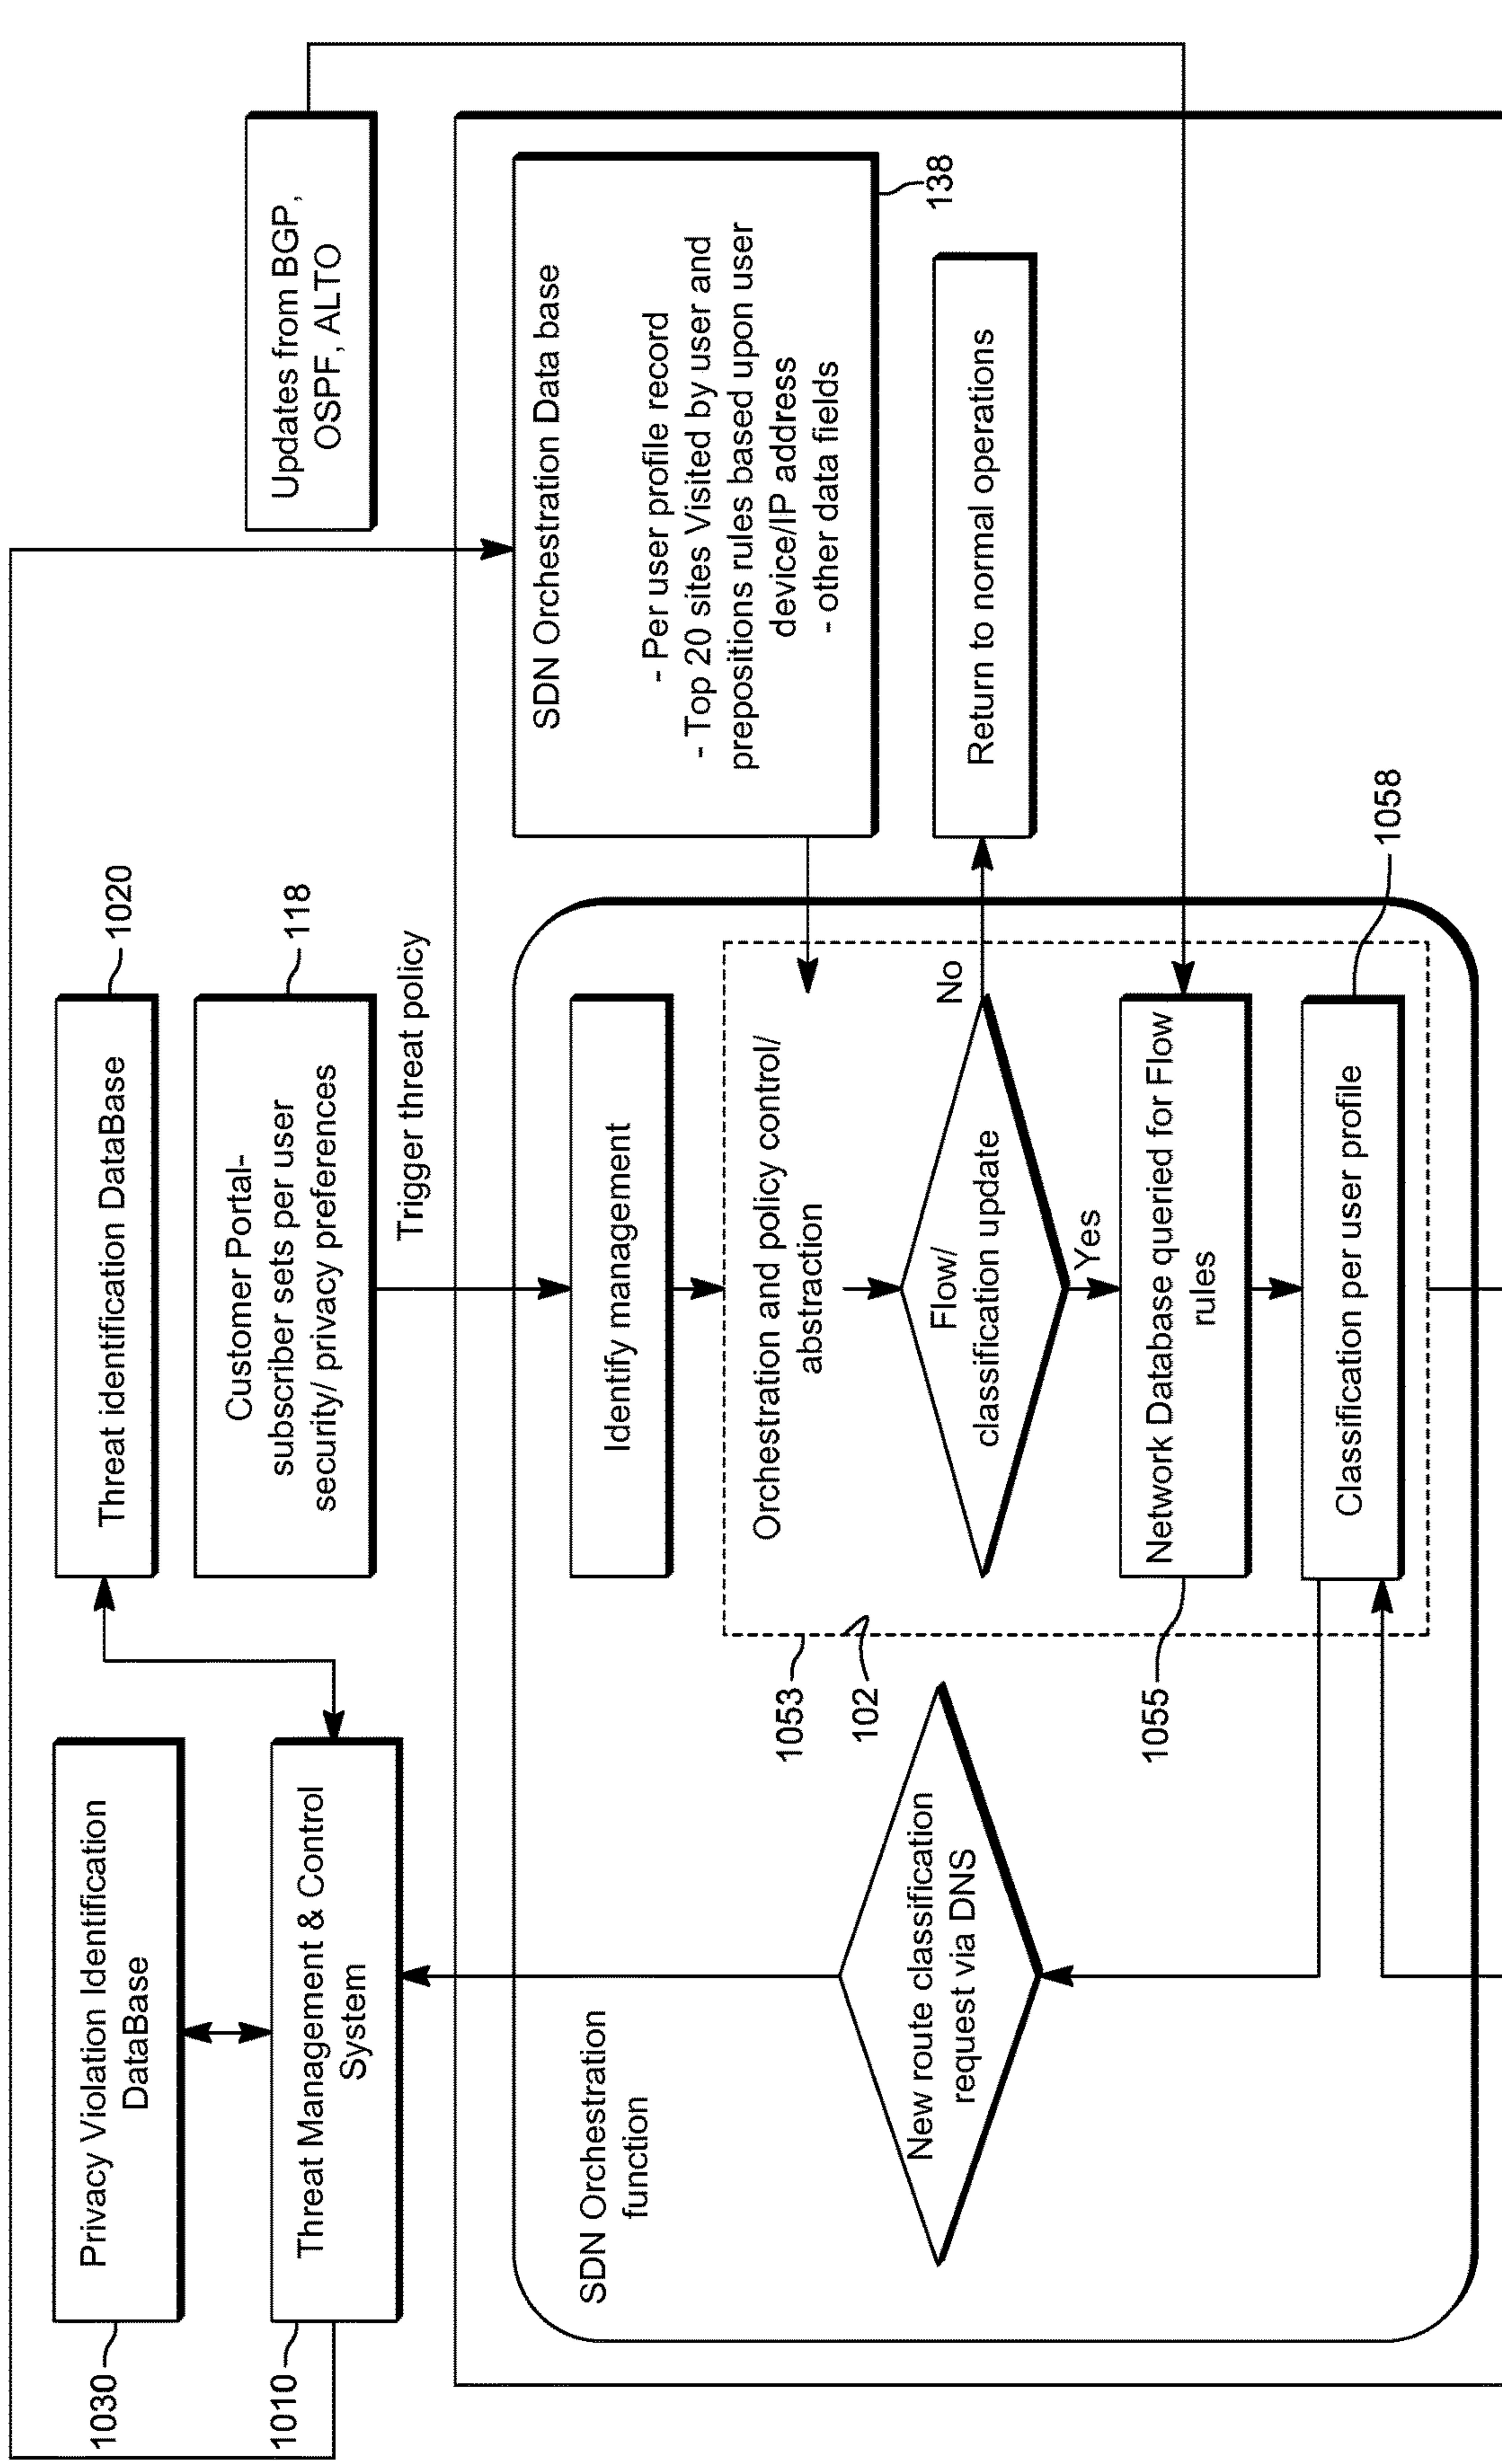 1030
Privacy Violation Identification
DataBase
1010
Threat Management & Control
System
Threat identification DataBase
1020
Customer Portal-
subscriber sets per user
security/ privacy preferences
118
Trigger threat policy
Updates from BGP,
OSPF, ALTO
SDN Orchestration
function
Identify management
SDN Orchestration Data base
- Per user profile record
- Top 20 sites Visited by user and
prepositions rules based upon user
device/IP address
- other data fields
138
1053
102
Orchestration and policy control/
abstraction
New route classification
request via DNS
Flow/
classification update
No
Return to normal operations
Yes
1055
Network Database queried for Flow
rules
Classification per user profile
1058